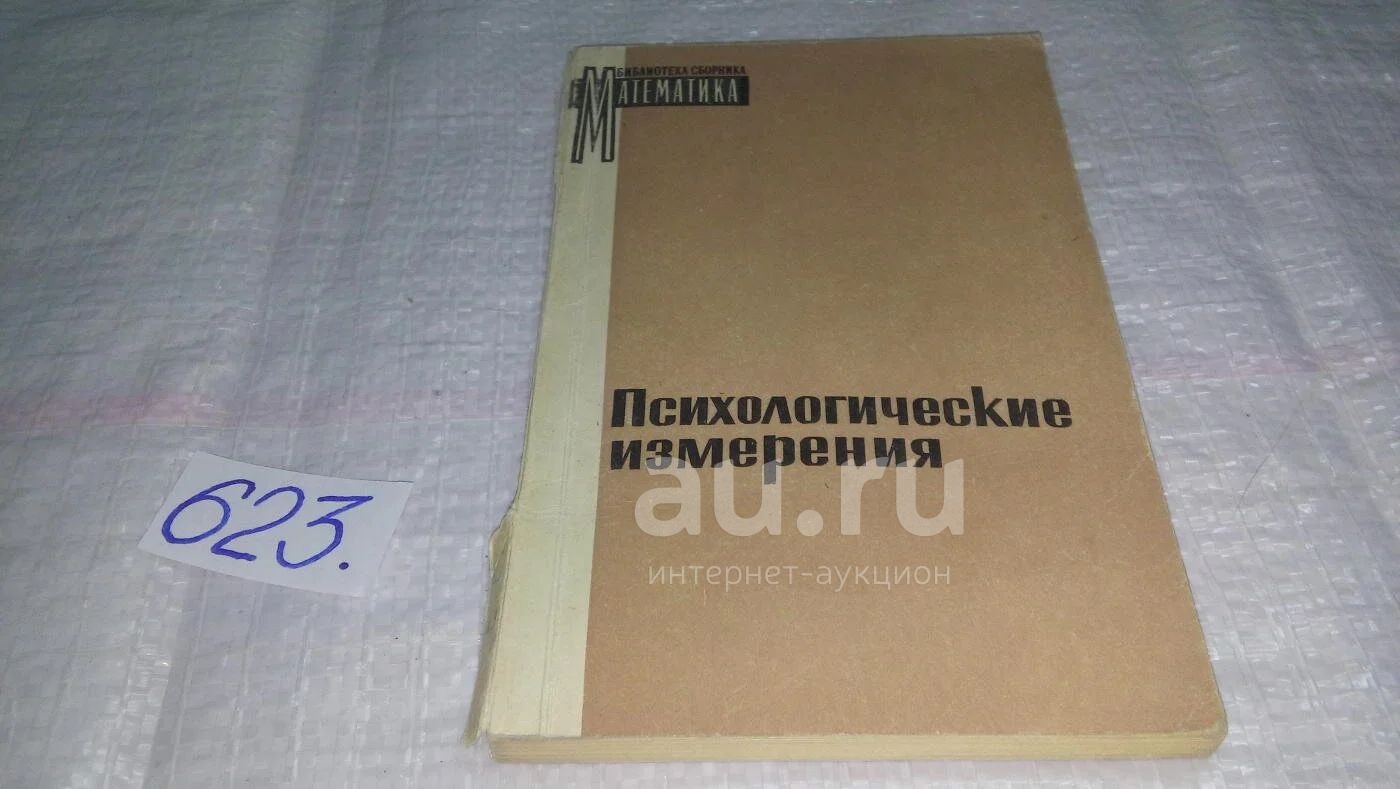 БИБЛИОТЕКА СБОРНИКА
МАТЕМАТИКА
Психологические
измерения
au.ru
интернет-аукцион
623.